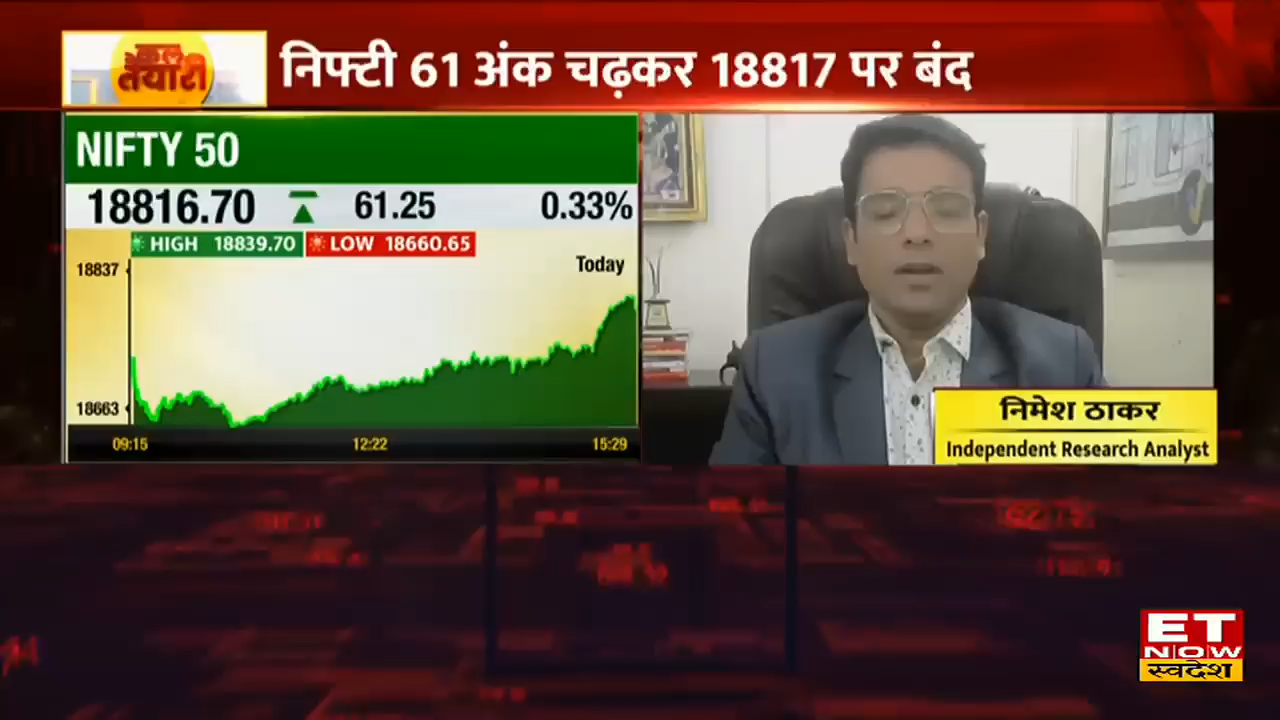 कल की
तैयारी
निफ्टी 61 अंक चढ़कर 18817 पर बंद
NIFTY 50
18816.70 61.25 0.33%
HIGH 18839.70 LOW 18660.65
Today
18837
18663
09:15 12:22 15:29
निमेश ठाकर
Independent Research Analyst
ET
NOW
स्वदेश